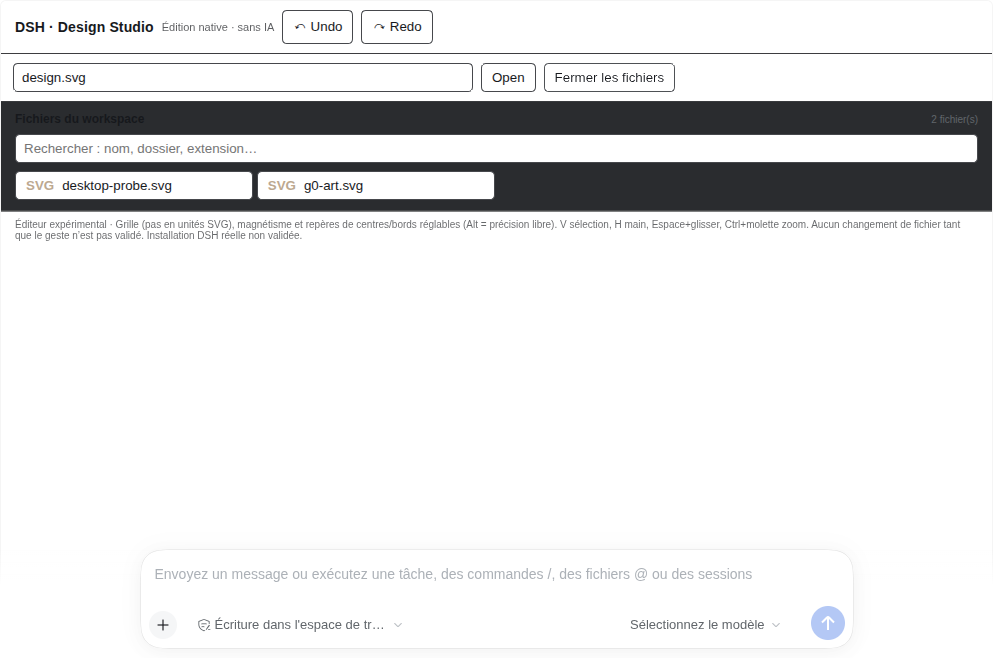 DSH · Design Studio Édition native · sans IA Undo Redo
design.svg Open Fermer les fichiers
Fichiers du workspace 2 fichier(s)
Rechercher : nom, dossier, extension…
SVG desktop-probe.svg SVG g0-art.svg
Éditeur expérimental · Grille (pas en unités SVG), magnétisme et repères de centres/bords réglables (Alt = précision libre). V sélection, H main, Espace+glisser, Ctrl+molette zoom. Aucun changement de fichier tant
que le geste n'est pas validé. Installation DSH réelle non validée.
Envoyez un message ou exécutez une tâche, des commandes /, des fichiers @ ou des sessions
Écriture dans l'espace de tr… Sélectionnez le modèle